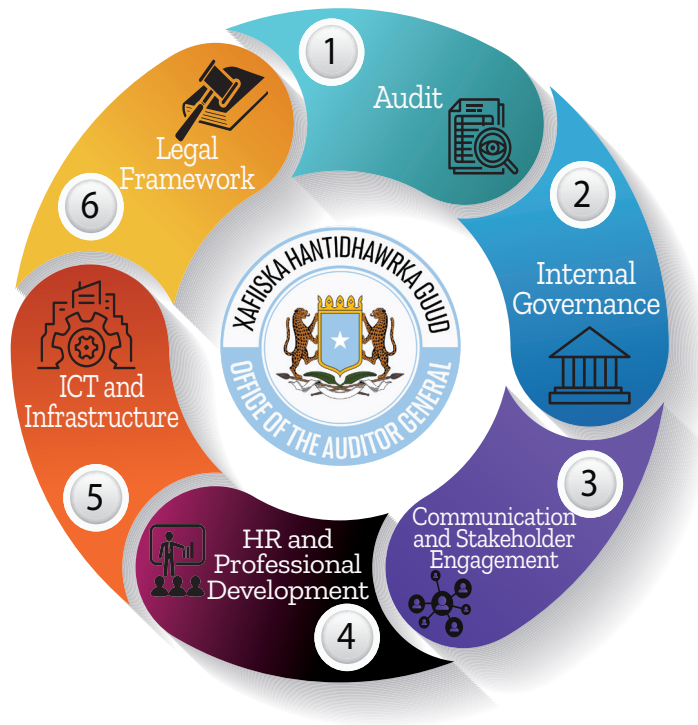 1
Audit
2
Internal
Governance
3
Communication
and Stakeholder
Engagement
4
HR and
Professional
Development
5
ICT and
Infrastructure
6
Legal
Framework
XAFIISKA HANTIDHAWRKA GUUD
OFFICE OF THE AUDITOR GENERAL